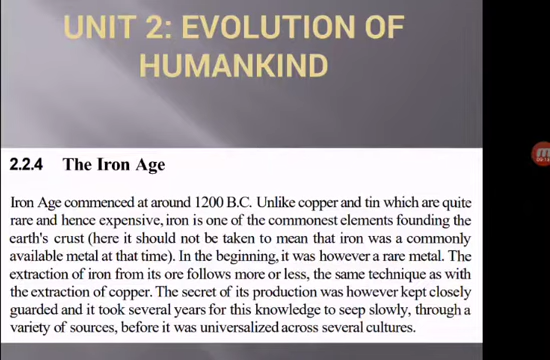 UNIT 2: EVOLUTION OF
HUMANKIND
2.2.4 The Iron Age
Iron Age commenced at around 1200 B.C. Unlike copper and tin which are quite
rare and hence expensive, iron is one of the commonest elements founding the
earth's crust (here it should not be taken to mean that iron was a commonly
available metal at that time). In the beginning, it was however a rare metal. The
extraction of iron from its ore follows more or less, the same technique as with
the extraction of copper. The secret of its production was however kept closely
guarded and it took several years for this knowledge to seep slowly, through a
variety of sources, before it was universalized across several cultures.